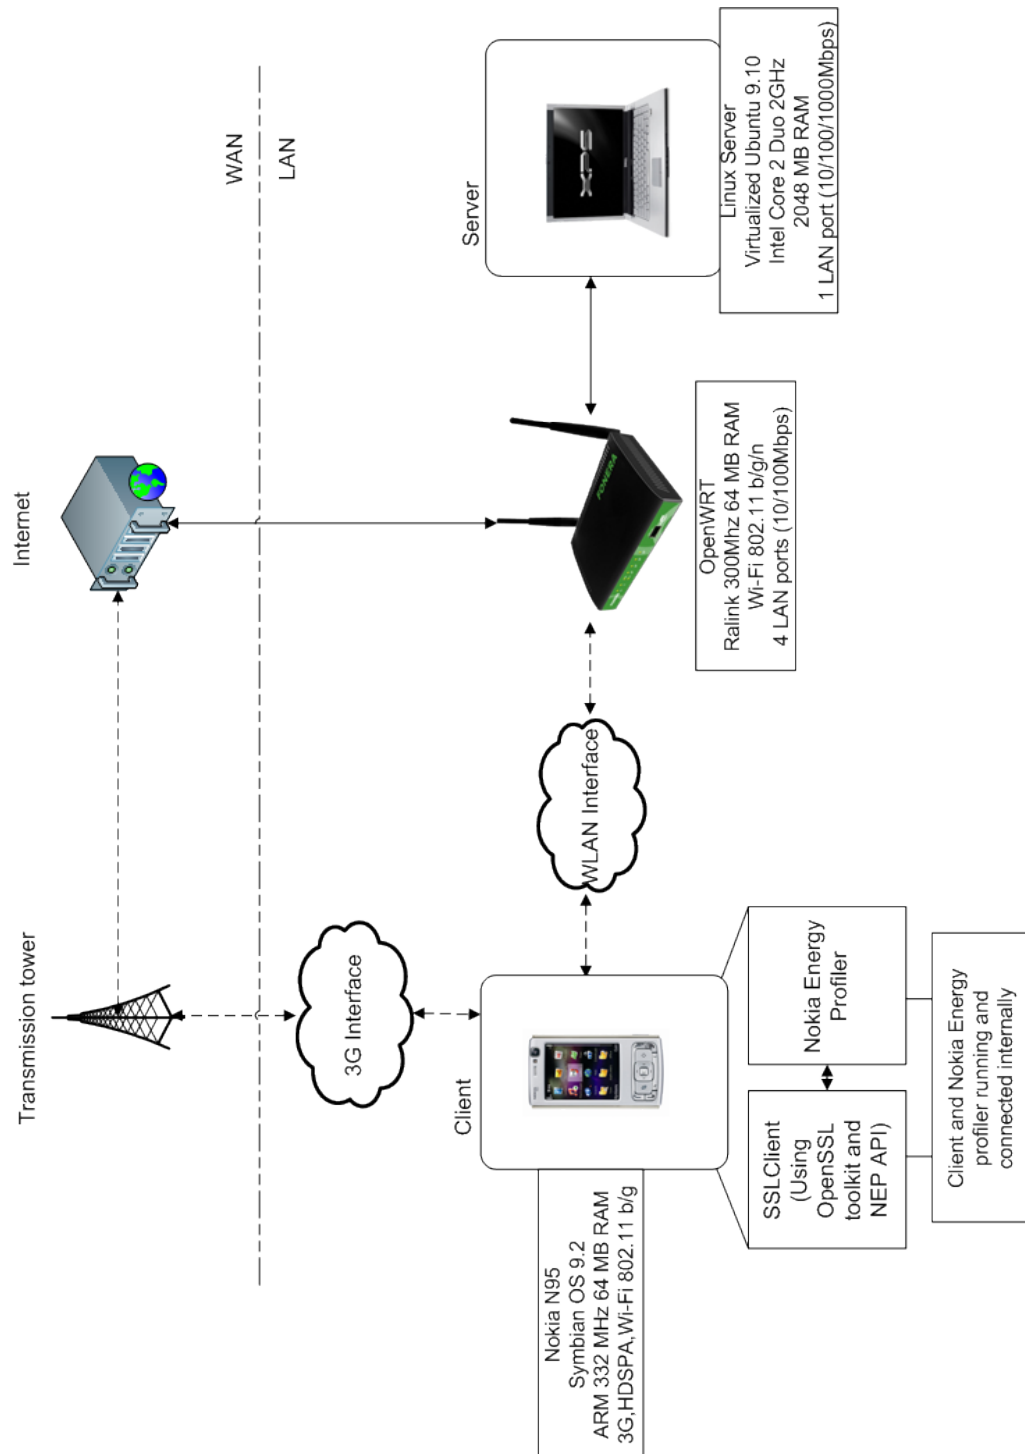 Transmission tower
Internet
WAN
LAN
3G Interface
Client
Nokia N95
Symbian OS 9.2
ARM 332 MHz 64 MB RAM
3G,HDSPA,Wi-Fi 802.11 b/g
WLAN Interface
FONERA
OpenWRT
Ralink 300Mhz 64 MB RAM
Wi-Fi 802.11 b/g/n
4 LAN ports (10/100Mbps)
Server
XPS
Linux Server
Virtualized Ubuntu 9.10
Intel Core 2 Duo 2GHz
2048 MB RAM
1 LAN port (10/100/1000Mbps)
SSLClient
(Using
OpenSSL
toolkit and
NEP API)
Nokia Energy
Profiler
Client and Nokia Energy
profiler running and
connected internally